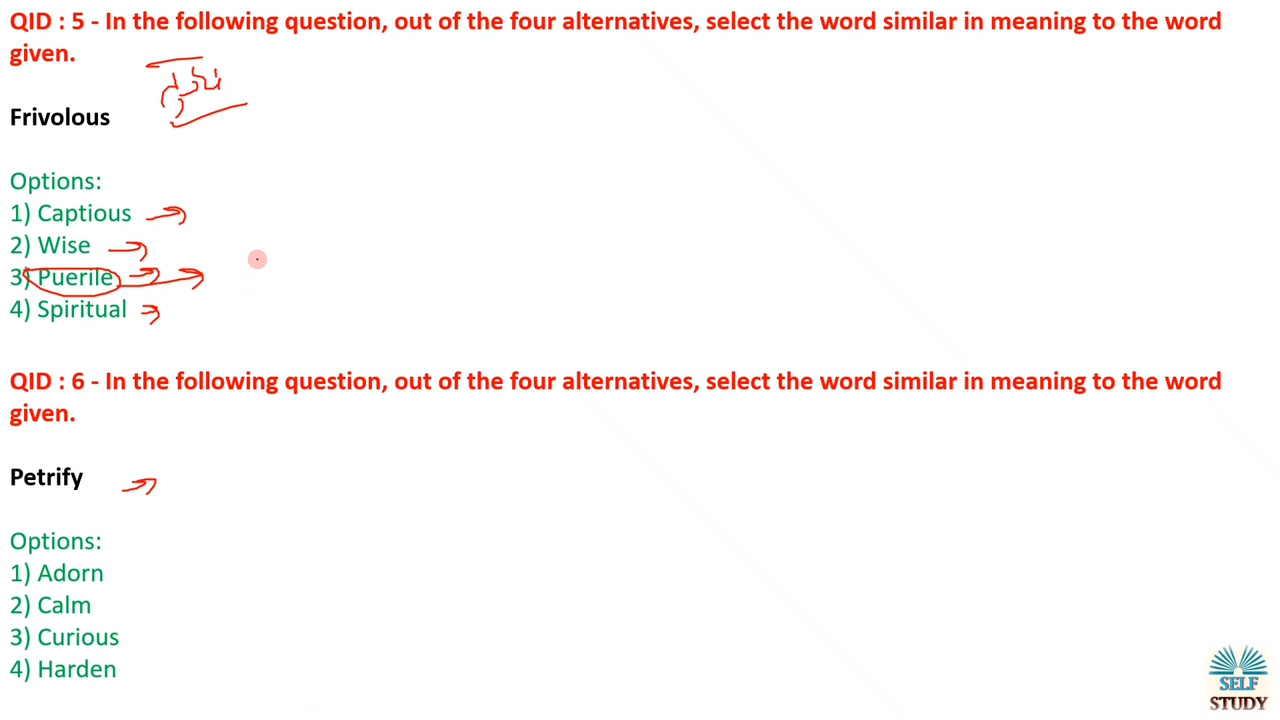 QID : 5 - In the following question, out of the four alternatives, select the word similar in meaning to the word
given.
Frivolous
Options:
1) Captious
2) Wise
3) Puerile
4) Spiritual
QID : 6 - In the following question, out of the four alternatives, select the word similar in meaning to the word
given.
Petrify
Options:
1) Adorn
2) Calm
3) Curious
4) Harden
SELF
STUDY